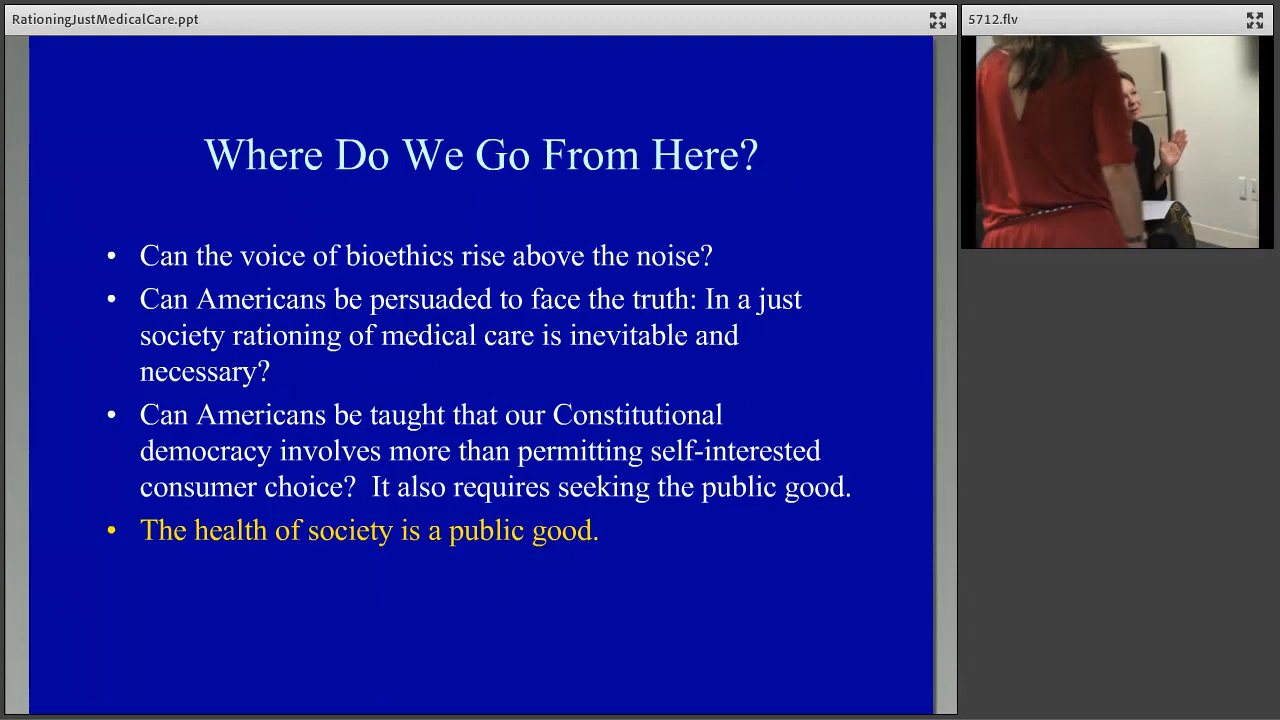 RationingJustMedicalCare.ppt
5712.flv
Where Do We Go From Here?
• Can the voice of bioethics rise above the noise?
• Can Americans be persuaded to face the truth: In a just
society rationing of medical care is inevitable and
necessary?
• Can Americans be taught that our Constitutional
democracy involves more than permitting self-interested
consumer choice?  It also requires seeking the public good.
• The health of society is a public good.